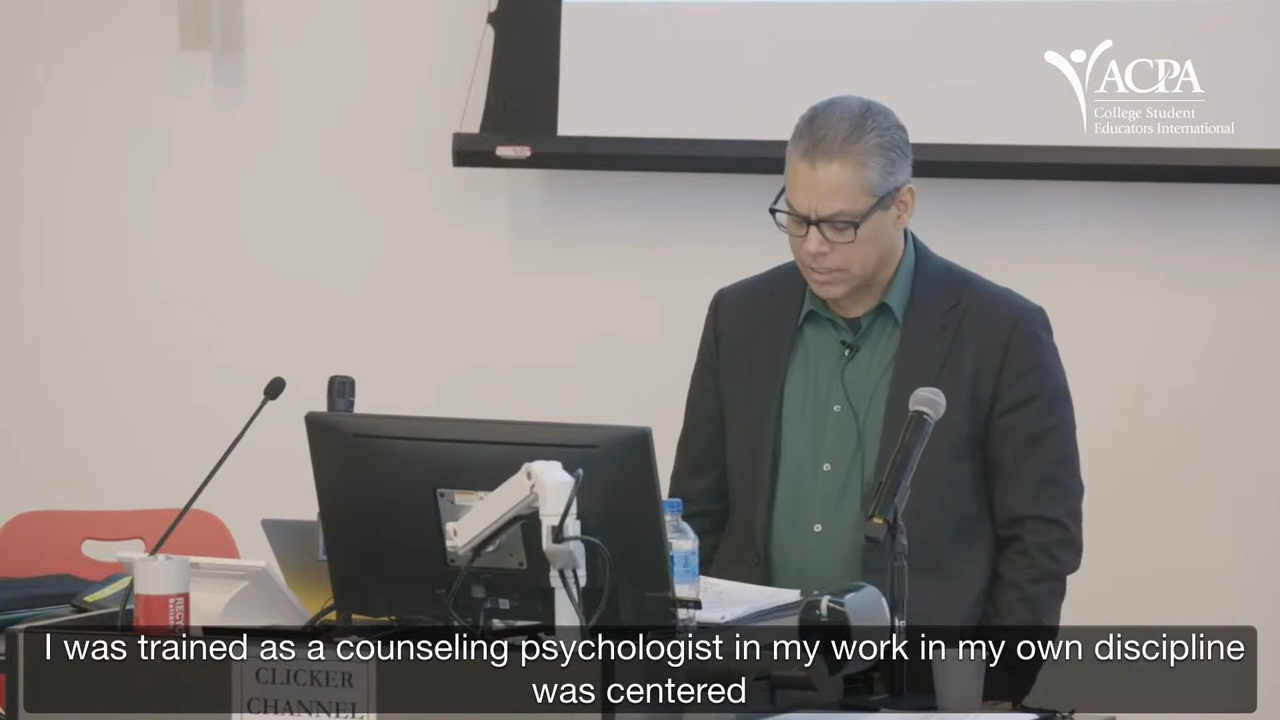 ACPA
College Student
Educators International
I was trained as a counseling psychologist in my work in my own discipline
was centered
CLICKER
CHANNEL